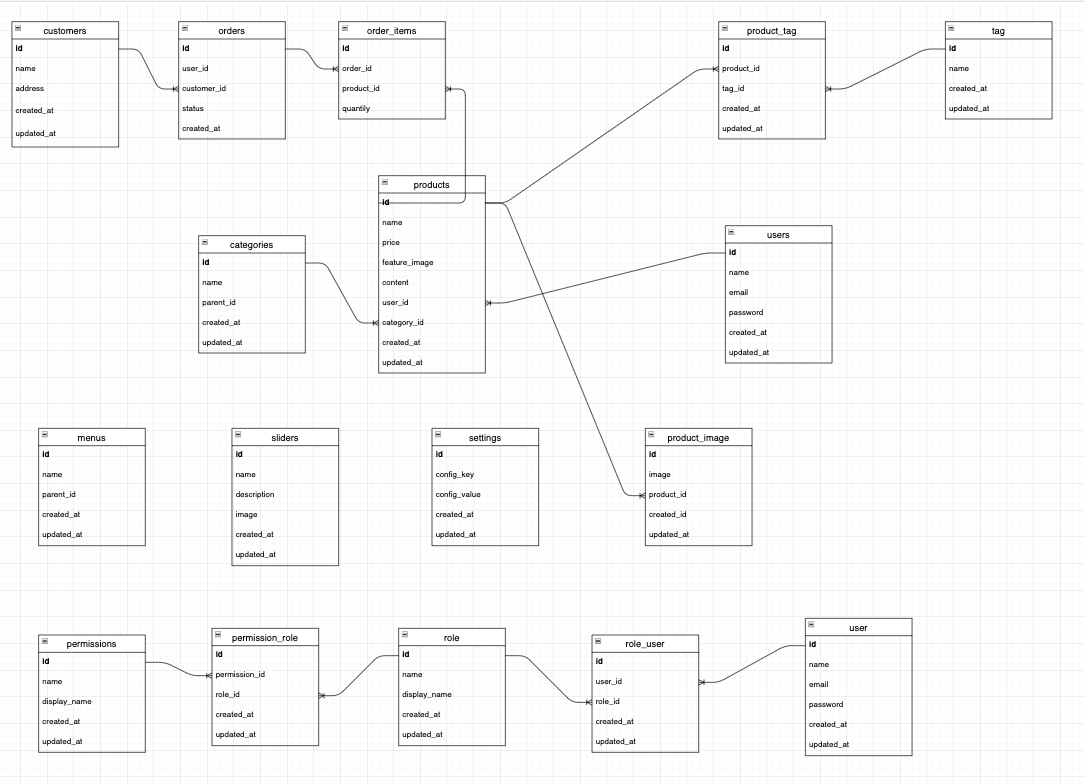 customers
id
name
address
created_at
updated_at
orders
id
user_id
customer_id
status
created_at
order_items
id
order_id
product_id
quantily
product_tag
id
product_id
tag_id
created_at
updated_at
tag
id
name
created_at
updated_at
products
id
name
price
feature_image
content
user_id
category_id
created_at
updated_at
categories
id
name
parent_id
created_at
updated_at
users
id
name
email
password
created_at
updated_at
menus
id
name
parent_id
created_at
updated_at
sliders
id
name
description
image
created_at
updated_at
settings
id
config_key
config_value
created_at
updated_at
product_image
id
image
product_id
created_id
updated_at
permissions
id
name
display_name
created_at
updated_at
permission_role
id
permission_id
role_id
created_at
updated_at
role
id
name
display_name
created_at
updated_at
role_user
id
user_id
role_id
created_at
updated_at
user
id
name
email
password
created_at
updated_at